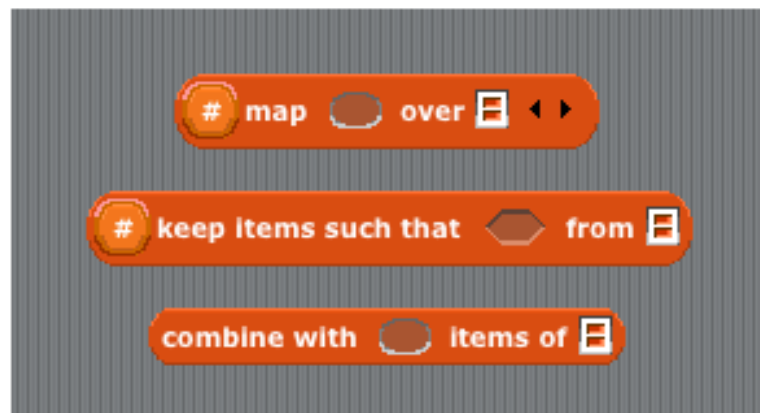 # map over
# keep items such that from
combine with items of